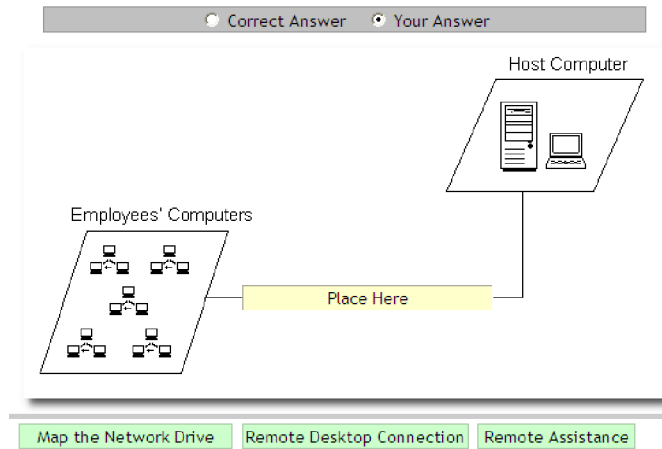 Correct Answer Your Answer
Host Computer
Employees' Computers
Place Here
Map the Network Drive Remote Desktop Connection Remote Assistance